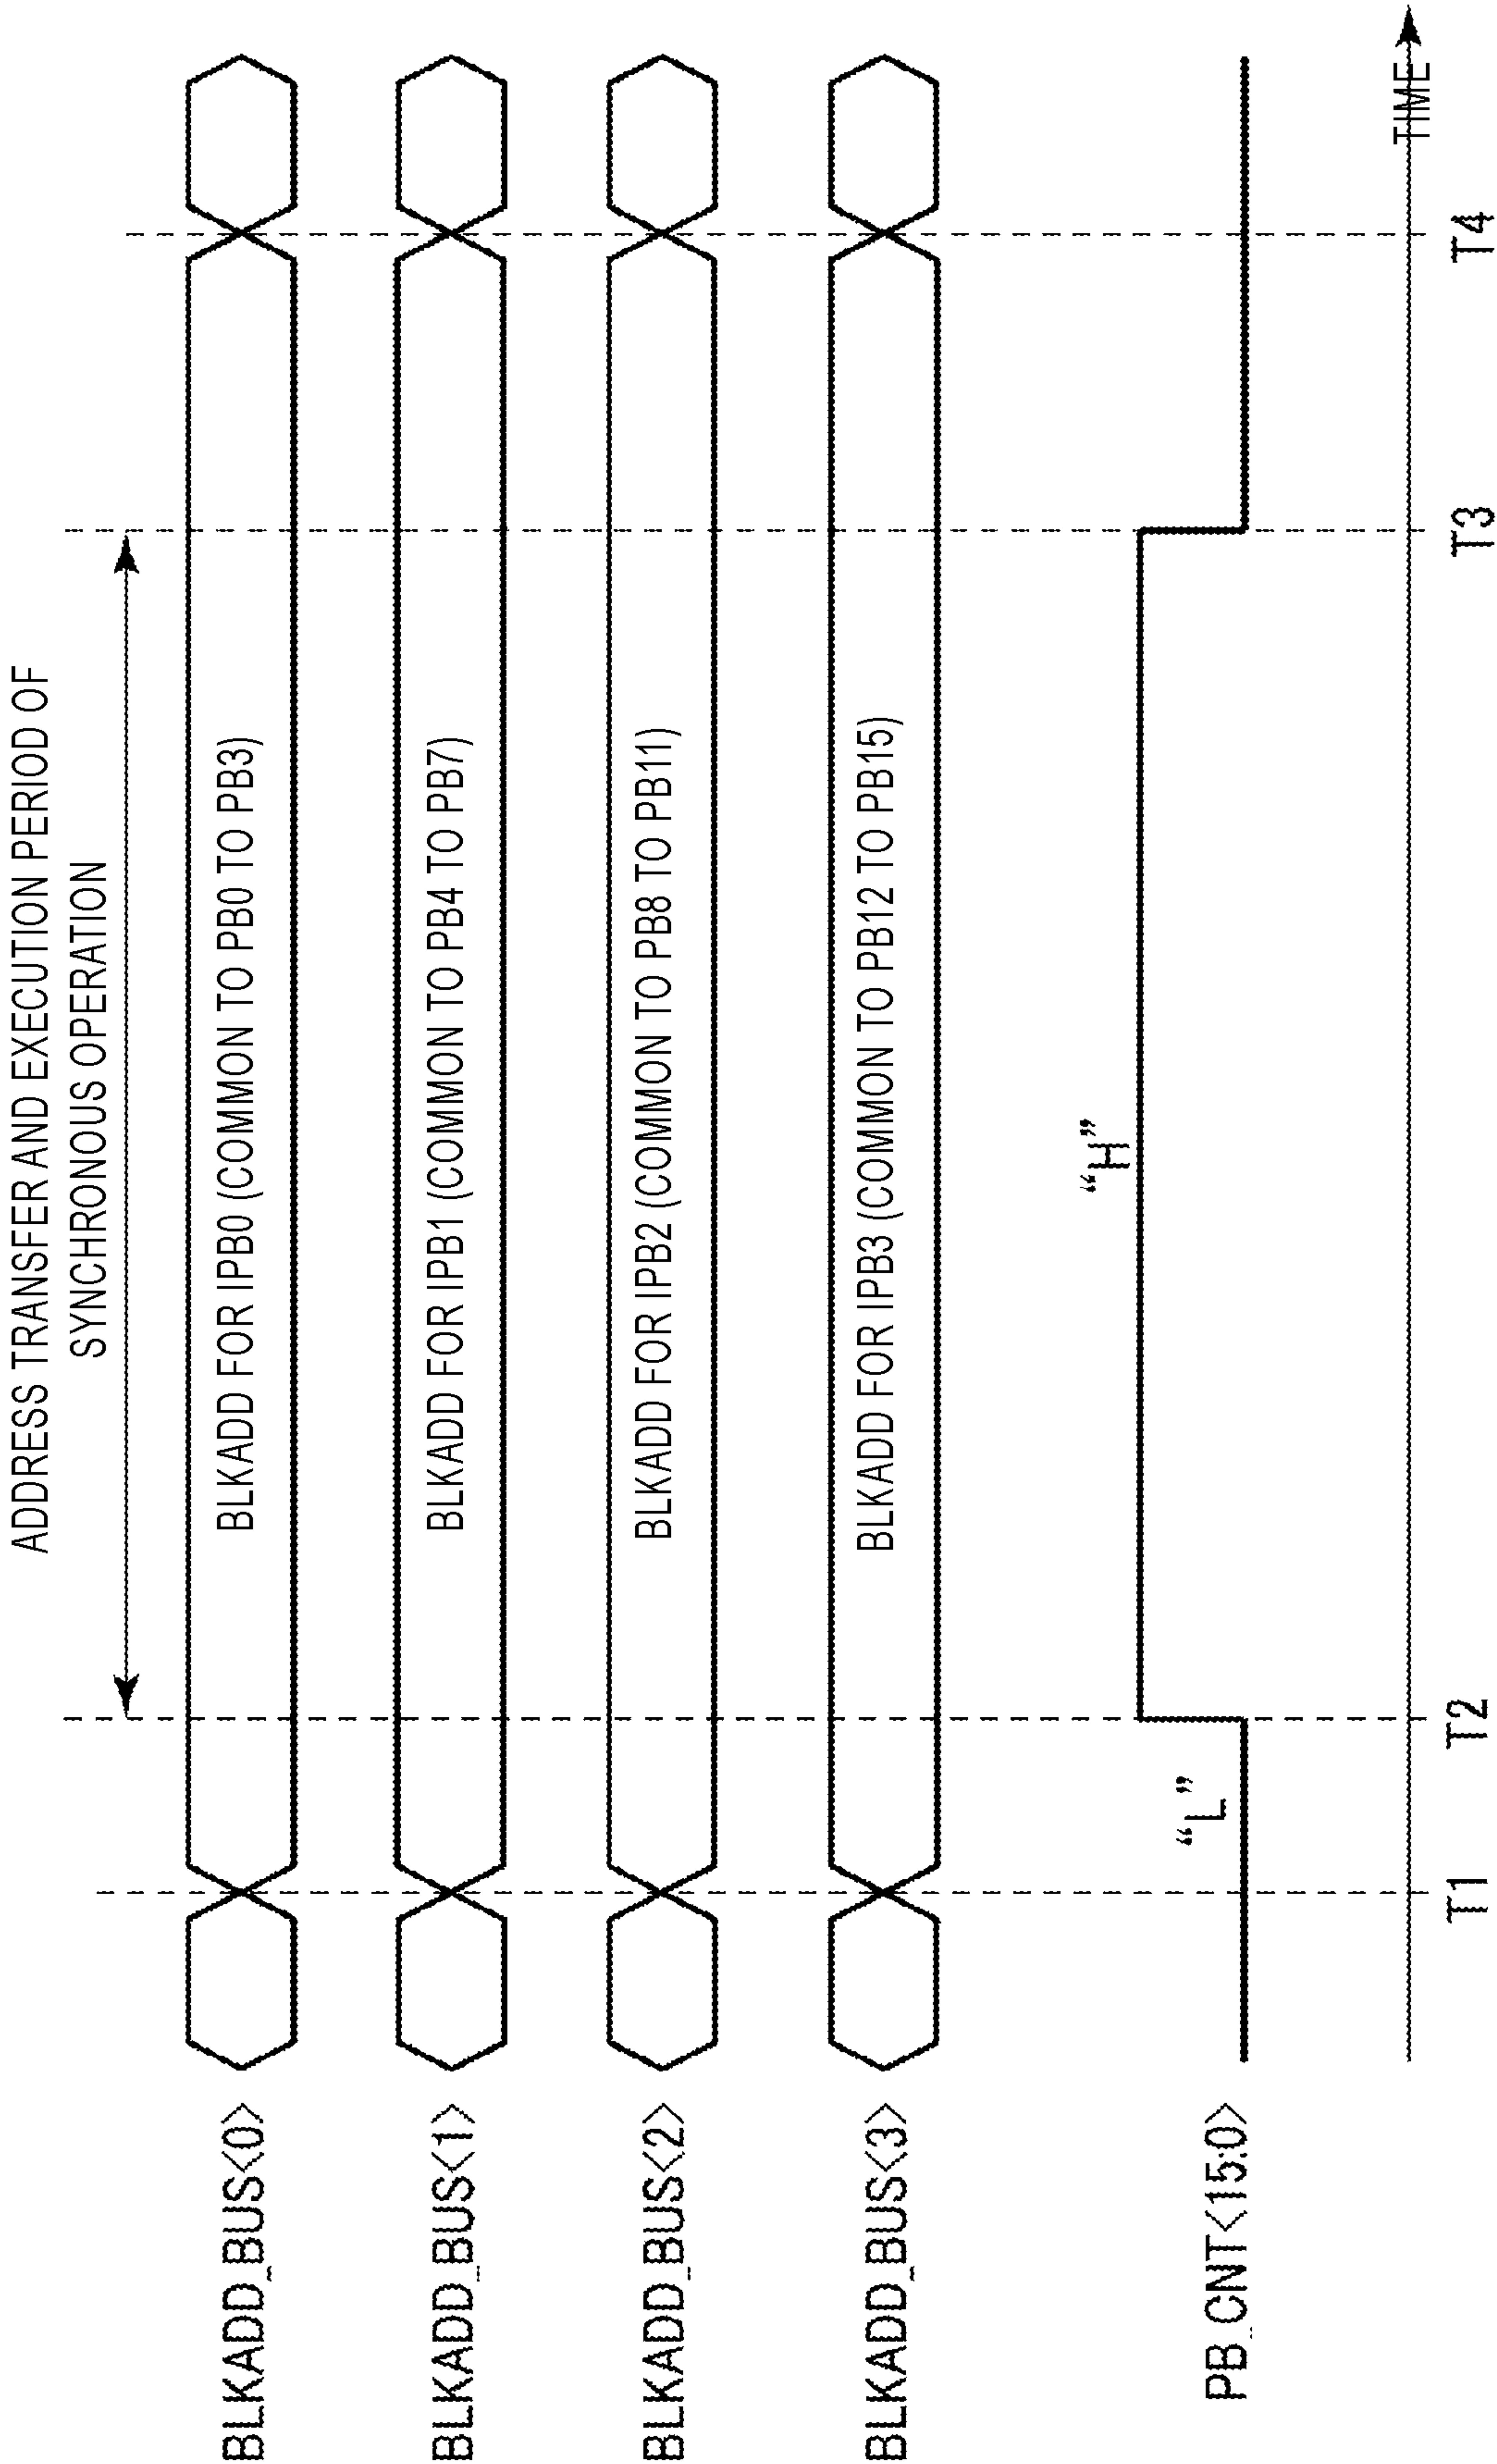 ADDRESS TRANSFER AND EXECUTION PERIOD OF
SYNCHRONOUS OPERATION
BLKADD_BUS<0>
BLKADD FOR IPB0 (COMMON TO PB0 TO PB3)
BLKADD_BUS<1>
BLKADD FOR IPB1 (COMMON TO PB4 TO PB7)
BLKADD_BUS<2>
BLKADD FOR IPB2 (COMMON TO PB8 TO PB11)
BLKADD_BUS<3>
BLKADD FOR IPB3 (COMMON TO PB12 TO PB15)
PB_CNT<15:0>
“L”
“H”
TIME
T1
T2
T3
T4